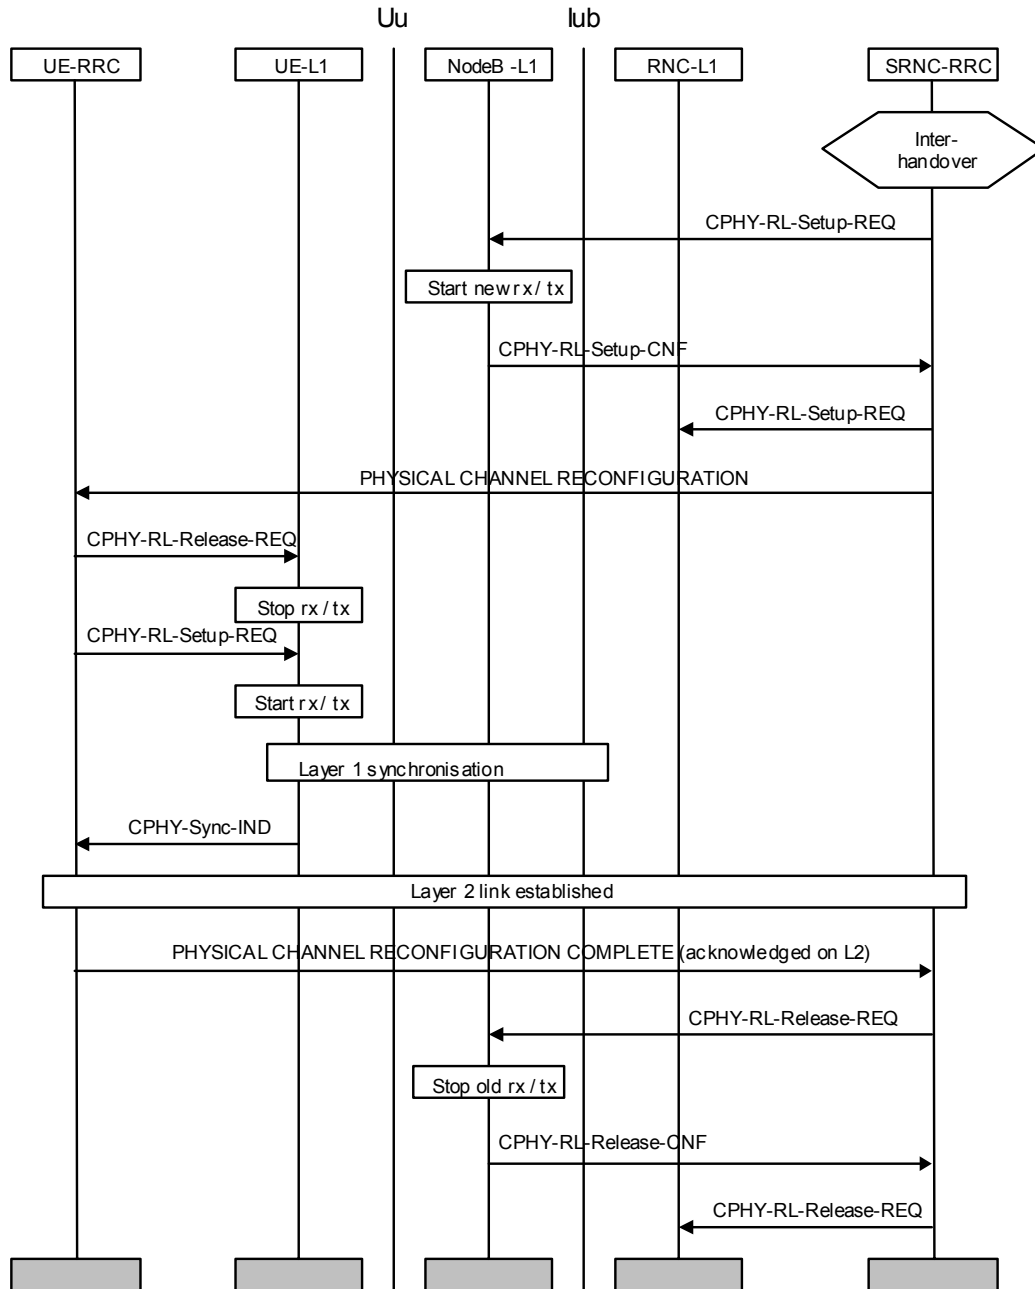 Uu
Iub
UE-RRC
UE-L1
NodeB -L1
RNC-L1
SRNC-RRC
Inter-
handover
CPHY-RL-Setup-REQ
Start new rx / tx
CPHY-RL-Setup-CNF
CPHY-RL-Setup-REQ
PHYSICAL CHANNEL RECONFIGURATION
CPHY-RL-Release-REQ
Stop rx / tx
CPHY-RL-Setup-REQ
Start rx / tx
Layer 1 synchronisation
CPHY-Sync-IND
Layer 2 link established
PHYSICAL CHANNEL RECONFIGURATION COMPLETE (acknowledged on L2)
CPHY-RL-Release-REQ
Stop old rx / tx
CPHY-RL-Release-CNF
CPHY-RL-Release-REQ